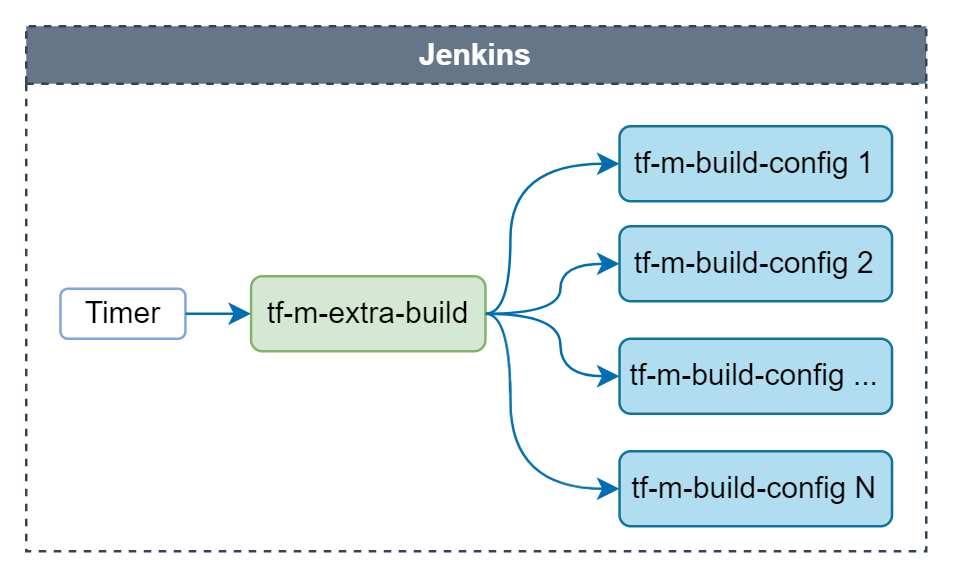 Jenkins
Timer
tf-m-extra-build
tf-m-build-config 1
tf-m-build-config 2
tf-m-build-config ...
tf-m-build-config N